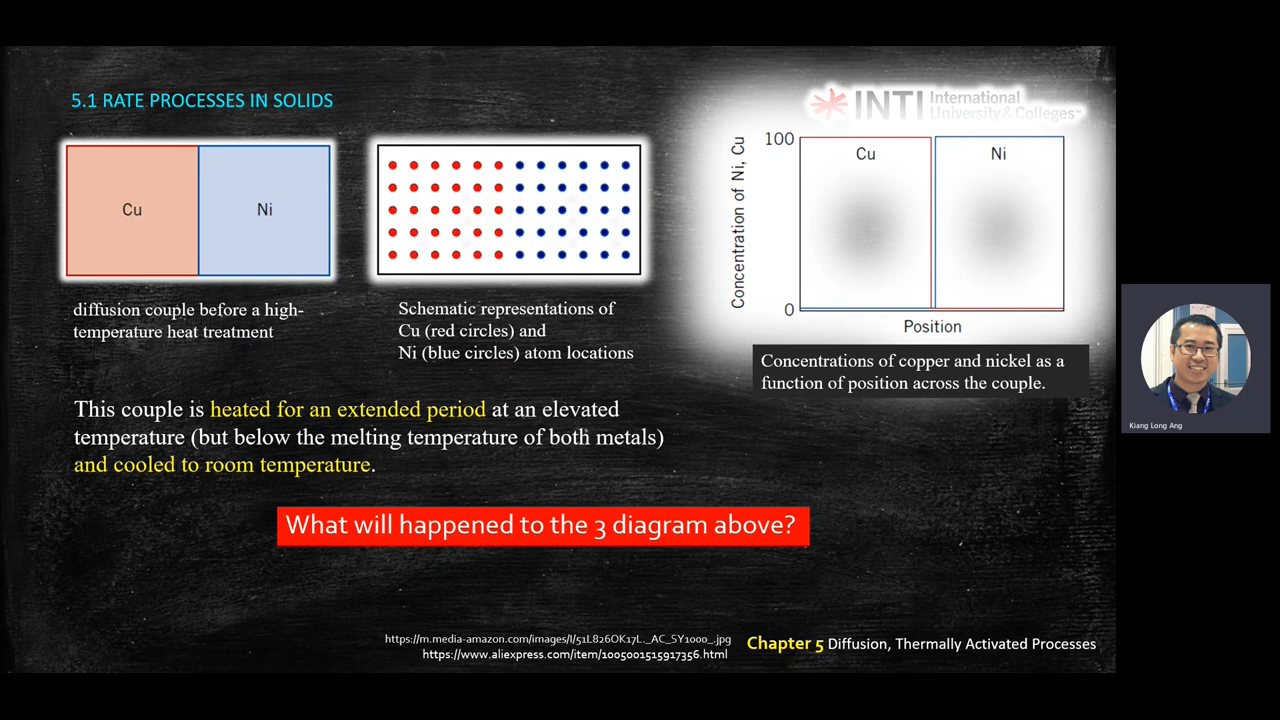 5.1 RATE PROCESSES IN SOLIDS
INTI International
University & Colleges
Cu
Ni
diffusion couple before a high-
temperature heat treatment
Schematic representations of
Cu (red circles) and
Ni (blue circles) atom locations
100
Cu
Ni
Concentration of Ni, Cu
0
Position
Concentrations of copper and nickel as a
function of position across the couple.
This couple is heated for an extended period at an elevated
temperature (but below the melting temperature of both metals)
and cooled to room temperature.
What will happened to the 3 diagram above?
Kiang Long Ang
https://m.media-amazon.com/images/I/51L826OK17L._AC_SY1000_.jpg
https://www.aliexpress.com/item/1005001515917356.html
Chapter 5 Diffusion, Thermally Activated Processes